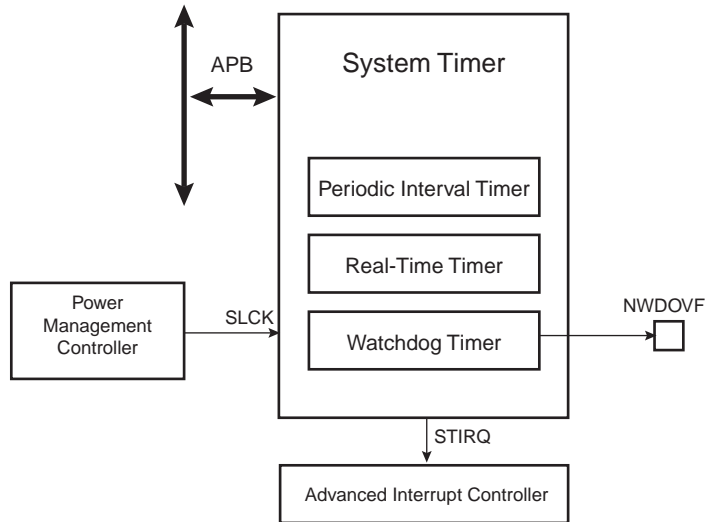 System Timer
APB
Periodic Interval Timer
Real-Time Timer
Power
Management
Controller
SLCK
Watchdog Timer
NWDOVF
STIRQ
Advanced Interrupt Controller